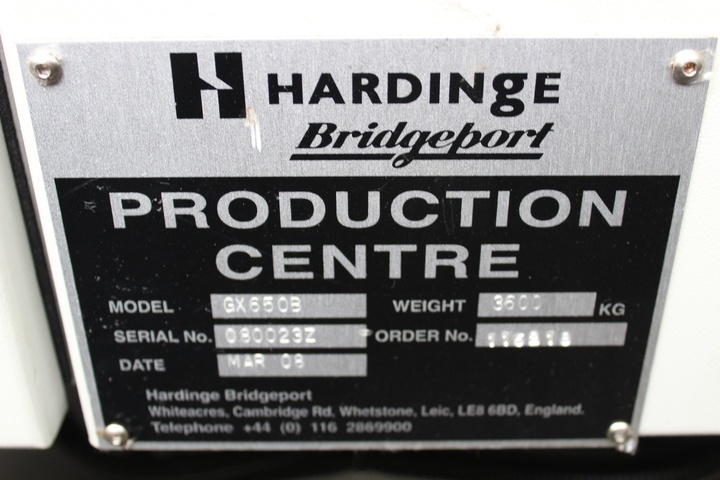 HARDINgE
Bridgeport
PRODUCTION
CENTRE
MODEL GX650B WEIGHT 3600 KG
SERIAL No. 080023Z ORDER No.
DATE MAR 08
Hardinge Bridgeport
Whiteacres, Cambridge Rd. Whetstone, Leic, LE8 6BD, England.
Telephone +44 (0) 116 2869900